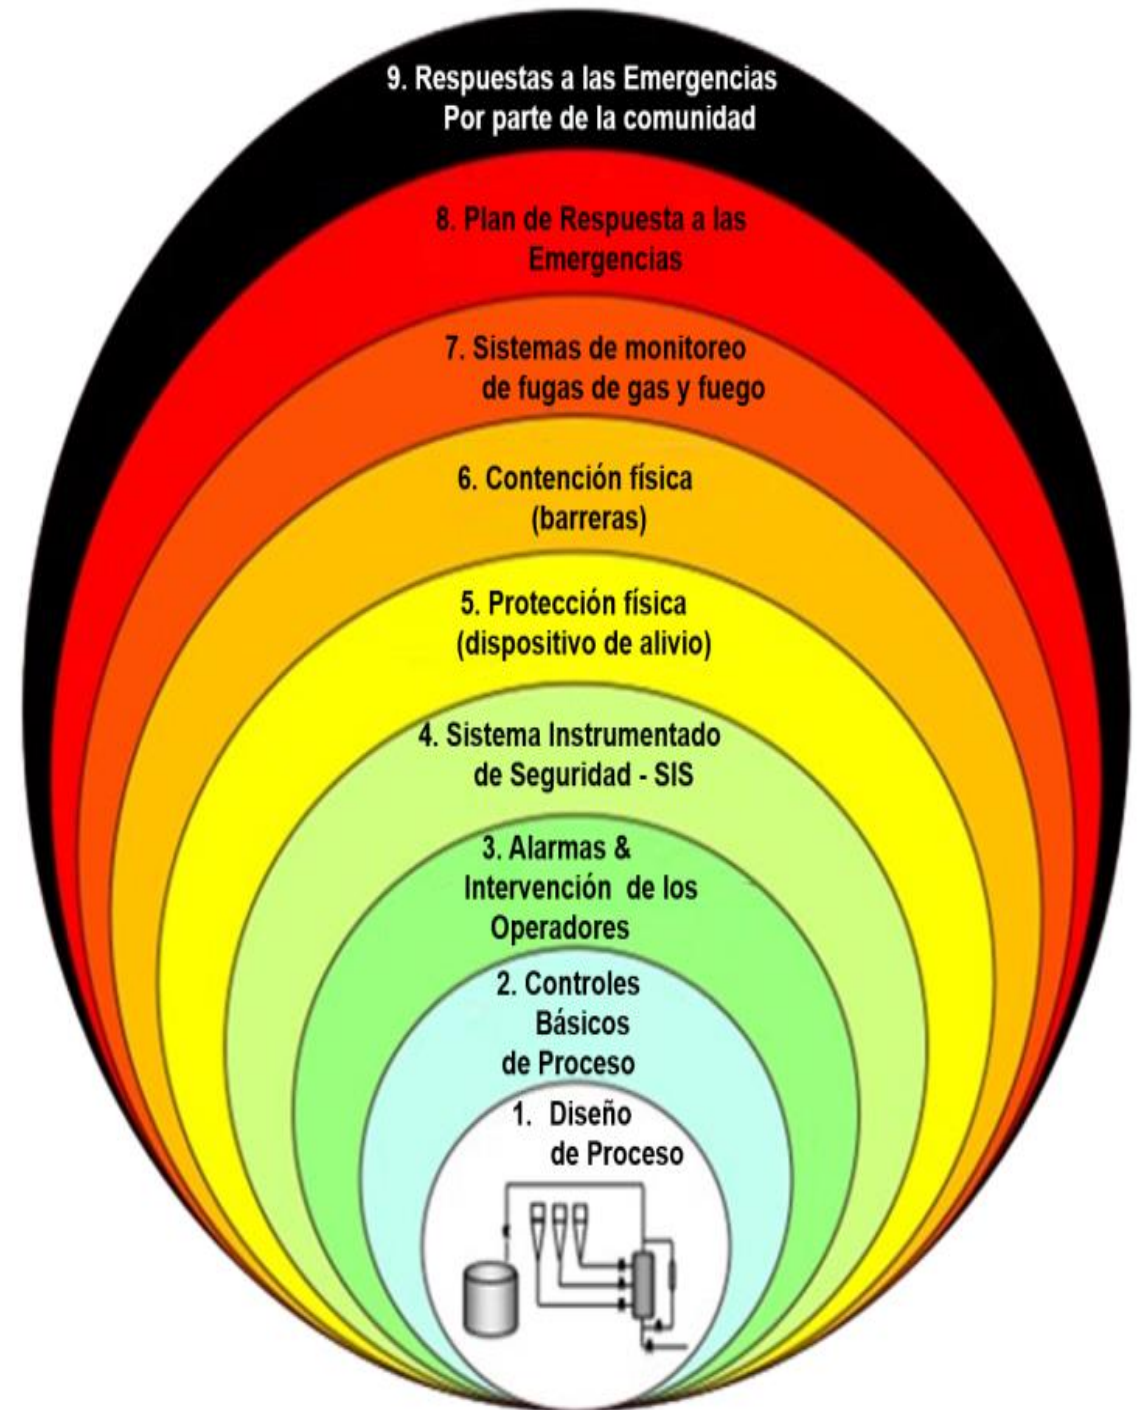 9. Respuestas a las Emergencias
Por parte de la comunidad
8. Plan de Respuesta a las
Emergencias
7. Sistemas de monitoreo
de fugas de gas y fuego
6. Contención física
(barreras)
5. Protección física
(dispositivo de alivio)
4. Sistema Instrumentado
de Seguridad - SIS
3. Alarmas &
Intervención de los
Operadores
2. Controles
Básicos
de Proceso
1. Diseño
de Proceso